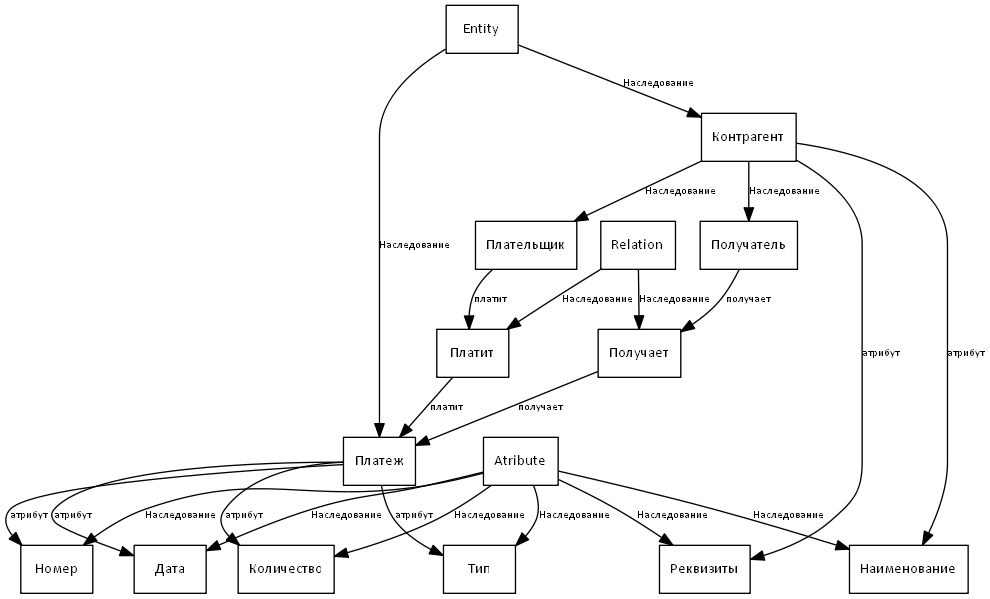 Entity
Наследование
Контрагент
Наследование
Наследование
Плательщик
Relation
Получатель
Наследование
платит
Наследование
Наследование
получает
Платит
Получает
атрибут
атрибут
платит
получает
Платеж
Atribute
атрибут
атрибут
Наследование
атрибут
Наследование
атрибут
Наследование
Наследование
Наследование
Наследование
Номер
Дата
Количество
Тип
Реквизиты
Наименование